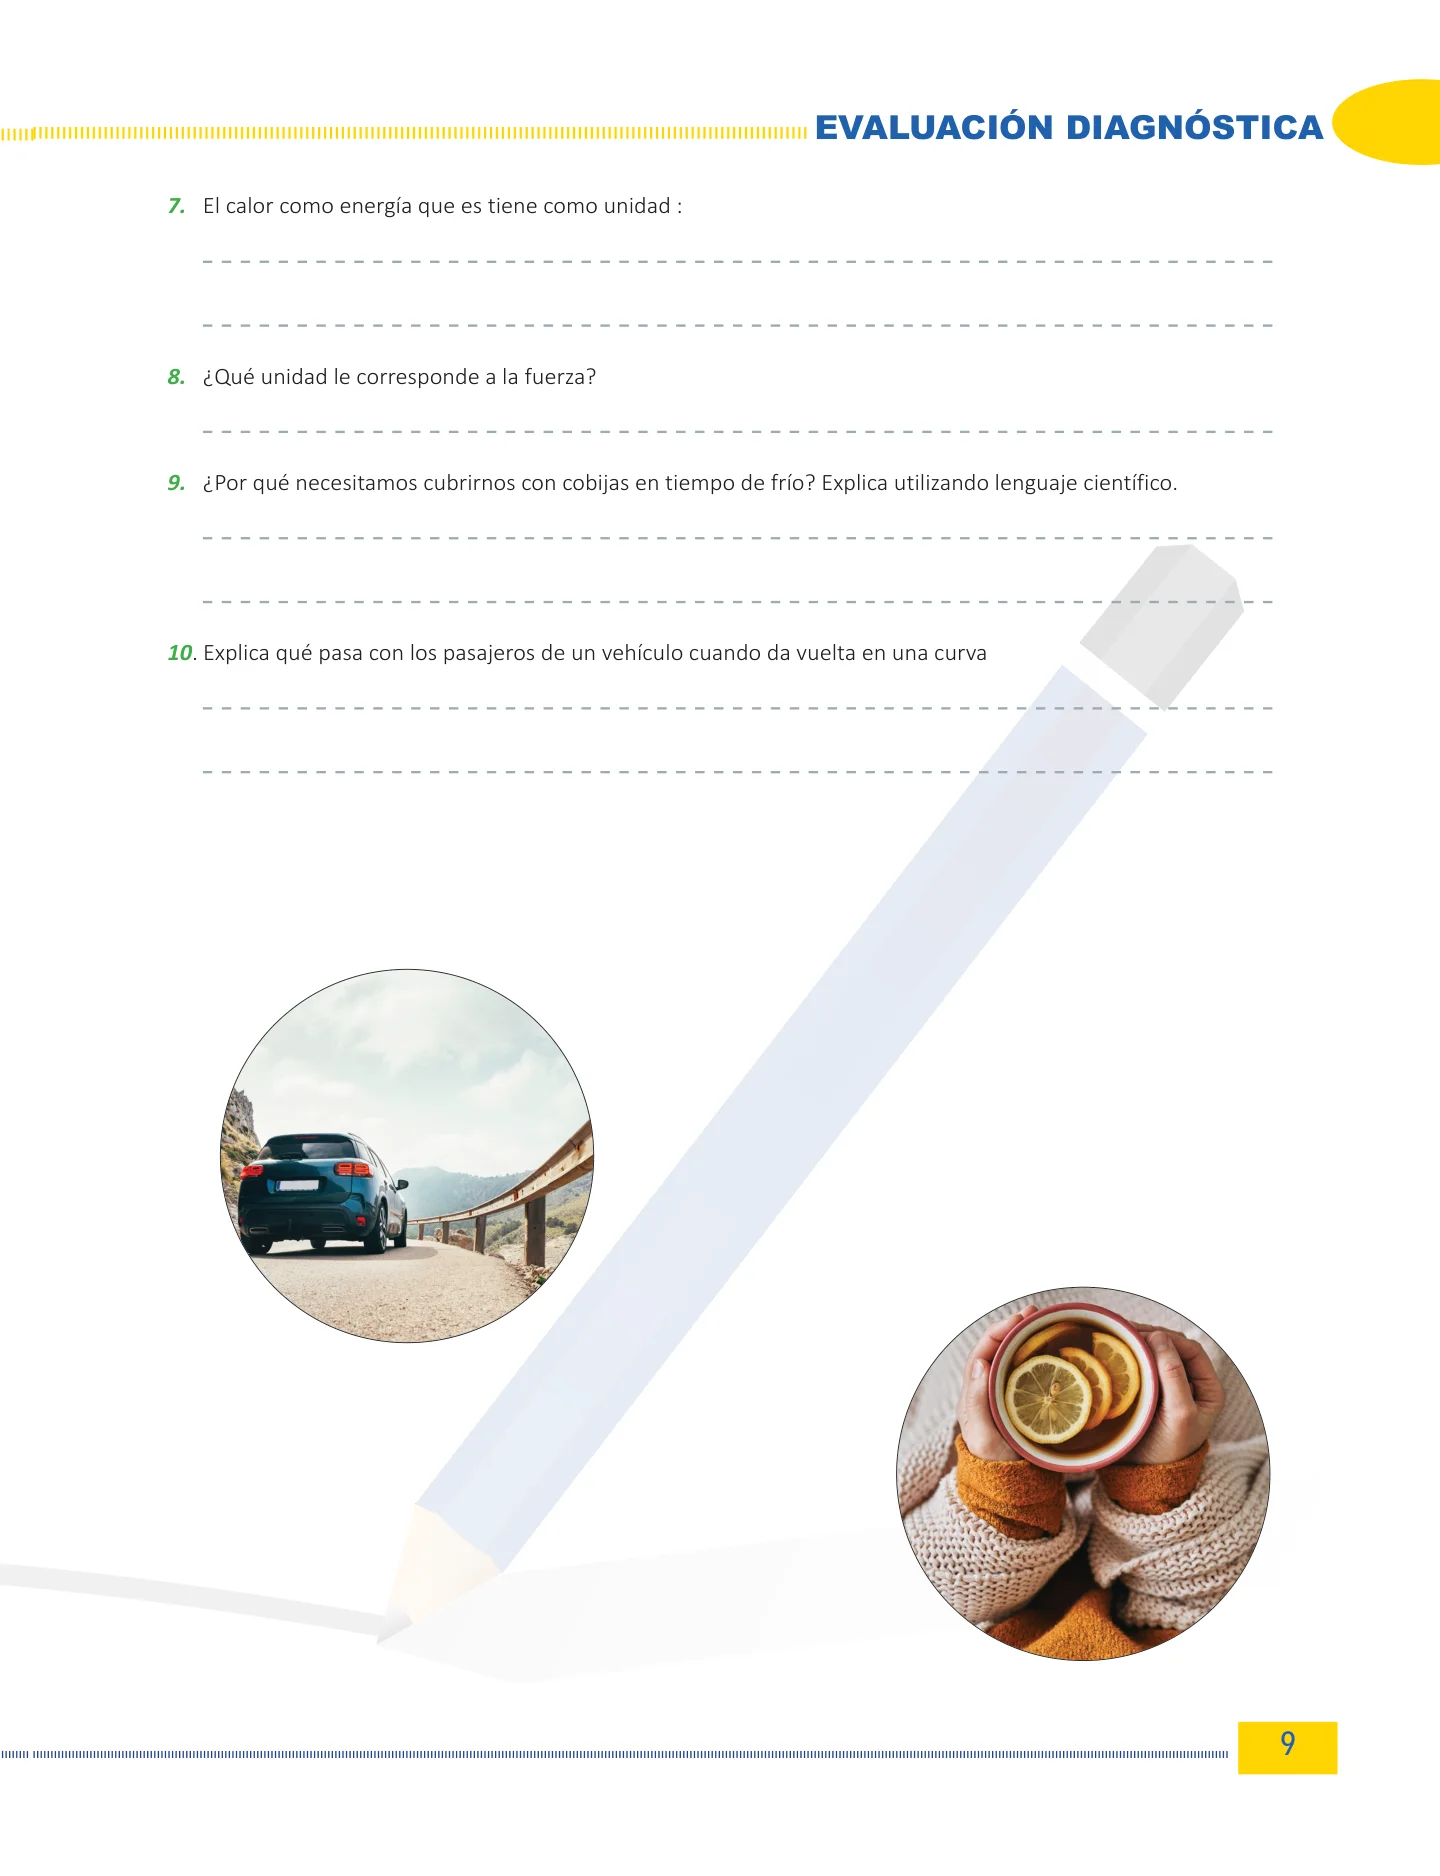 EVALUACIÓN DIAGNÓSTICA
7. El calor como energía que es tiene como unidad :
8. ¿Qué unidad le corresponde a la fuerza?
9. ¿Por qué necesitamos cubrirnos con cobijas en tiempo de frío? Explica utilizando lenguaje científico.
10. Explica qué pasa con los pasajeros de un vehículo cuando da vuelta en una curva
9